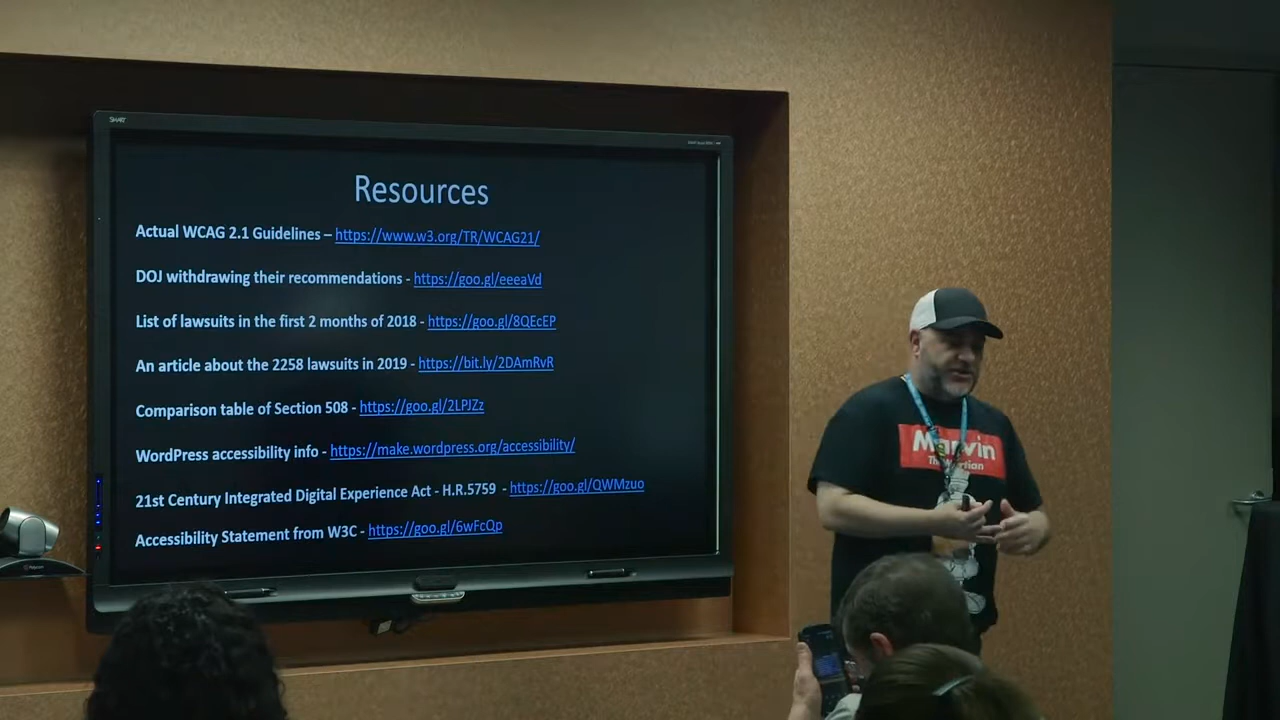 SMART
Resources
Actual WCAG 2.1 Guidelines – https://www.w3.org/TR/WCAG21/
DOJ withdrawing their recommendations - https://goo.gl/eeeaVd
List of lawsuits in the first 2 months of 2018 - https://goo.gl/8QEcEP
An article about the 2258 lawsuits in 2019 - https://bit.ly/2DAmRvR
Comparison table of Section 508 - https://goo.gl/2LPJZz
WordPress accessibility info - https://make.wordpress.org/accessibility/
21st Century Integrated Digital Experience Act - H.R.5759 - https://goo.gl/QWMzuo
Accessibility Statement from W3C - https://goo.gl/6wFcQp
Marvin